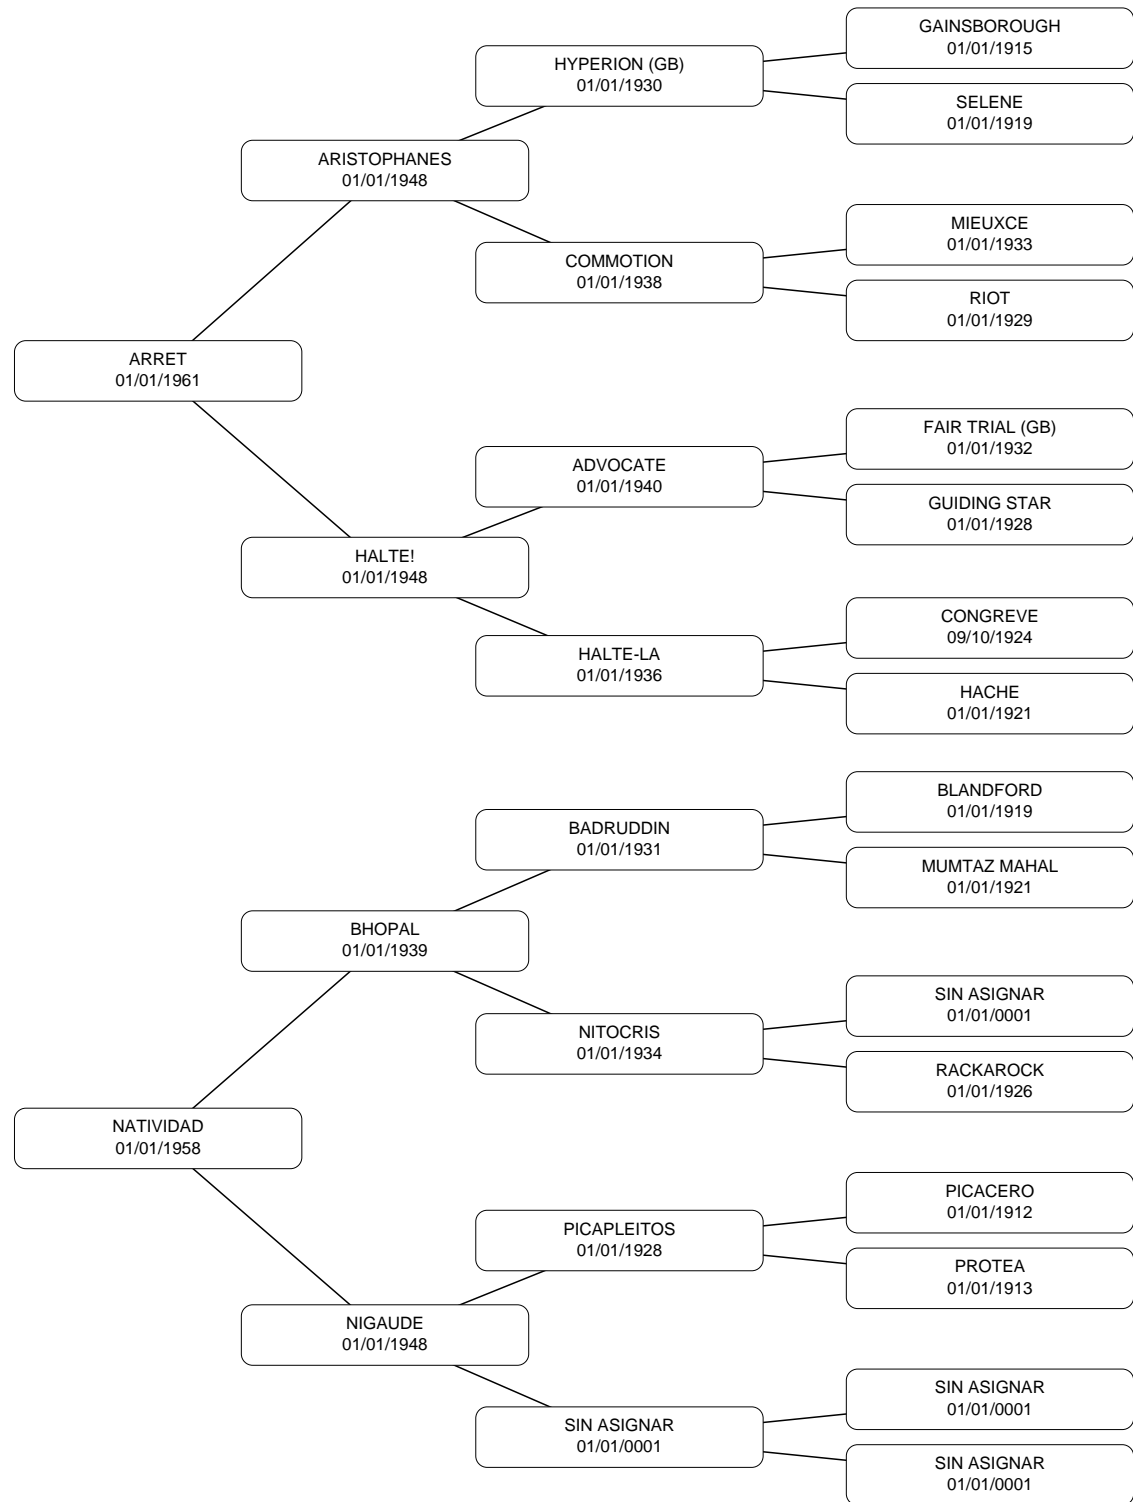 GAINSBOROUGH
01/01/1915
HYPERION (GB)
01/01/1930
SELENE
01/01/1919
ARISTOPHANES
01/01/1948
MIEUXCE
01/01/1933
COMMOTION
01/01/1938
RIOT
01/01/1929
ARRET
01/01/1961
FAIR TRIAL (GB)
01/01/1932
ADVOCATE
01/01/1940
GUIDING STAR
01/01/1928
HALTE!
01/01/1948
CONGREVE
09/10/1924
HALTE-LA
01/01/1936
HACHE
01/01/1921
BLANDFORD
01/01/1919
BADRUDDIN
01/01/1931
MUMTAZ MAHAL
01/01/1921
BHOPAL
01/01/1939
SIN ASIGNAR
01/01/0001
NITOCRIS
01/01/1934
RACKAROCK
01/01/1926
NATIVIDAD
01/01/1958
PICACERO
01/01/1912
PICAPLEITOS
01/01/1928
PROTEA
01/01/1913
NIGAUDE
01/01/1948
SIN ASIGNAR
01/01/0001
SIN ASIGNAR
01/01/0001
SIN ASIGNAR
01/01/0001